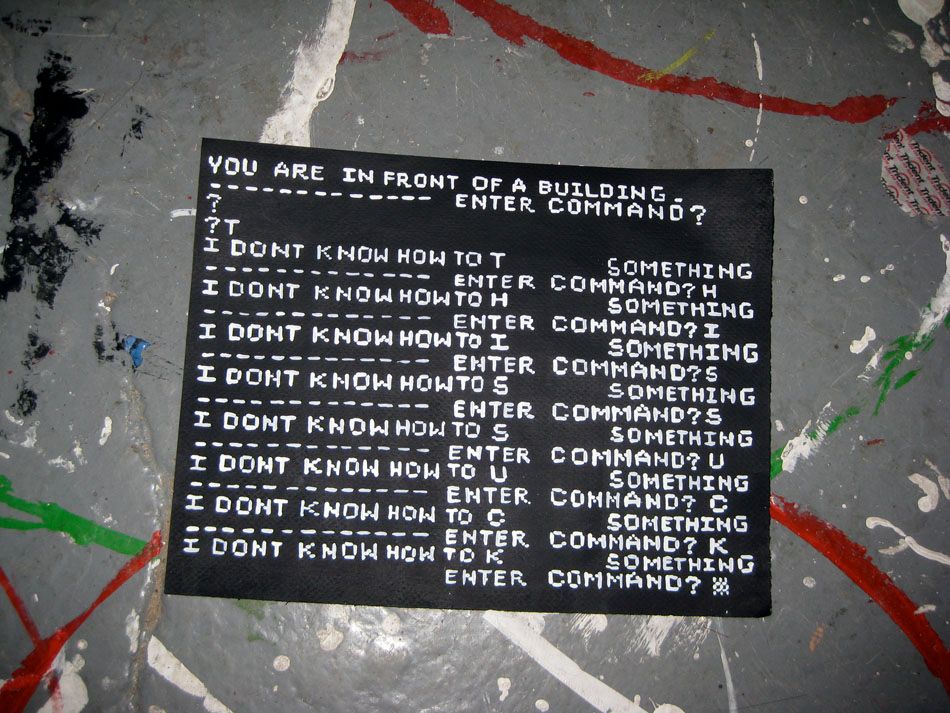 YOU ARE IN FRONT OF A BUILDING.
------------ ENTER COMMAND?
?
?T
I DONT KNOW HOW TO T SOMETHING
------------ ENTER COMMAND? H
I DONT KNOW HOW TO H SOMETHING
------------ ENTER COMMAND? I
I DONT KNOW HOW TO I SOMETHING
------------ ENTER COMMAND? S
I DONT KNOW HOW TO S SOMETHING
------------ ENTER COMMAND? S
I DONT KNOW HOW TO S SOMETHING
------------ ENTER COMMAND? U
I DONT KNOW HOW TO U SOMETHING
------------ ENTER COMMAND? C
I DONT KNOW HOW TO C SOMETHING
------------ ENTER COMMAND? K
I DONT KNOW HOW TO K SOMETHING
ENTER COMMAND?